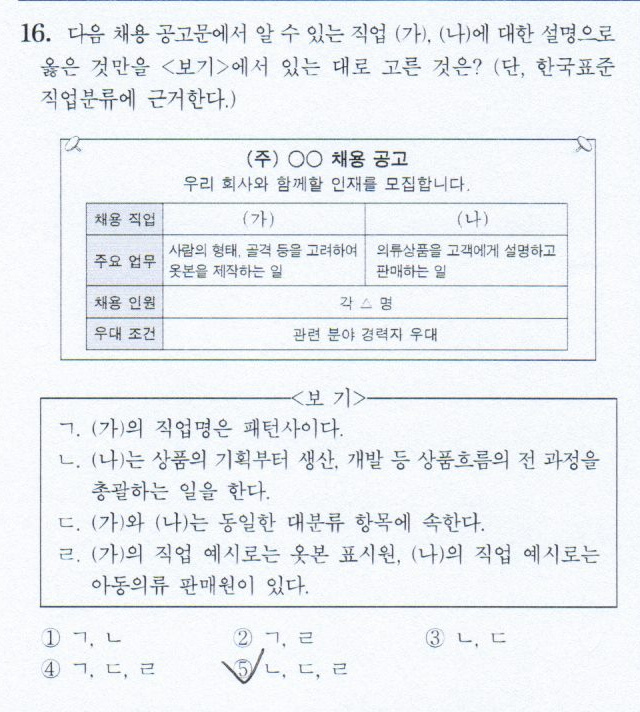 16. 다음 채용 공고문에서 알 수 있는 직업 (가), (나)에 대한 설명으로
옳은 것만을 <보기>에서 있는 대로 고른 것은? (단, 한국표준
직업분류에 근거한다.)
(주) ○○ 채용 공고
우리 회사와 함께할 인재를 모집합니다.
채용 직업 (가) (나)
주요 업무 사람의 형태, 골격 등을 고려하여 옷본을 제작하는 일 의류상품을 고객에게 설명하고 판매하는 일
채용 인원 각 △ 명
우대 조건 관련 분야 경력자 우대
<보 기>
ㄱ. (가)의 직업명은 패턴사이다.
ㄴ. (나)는 상품의 기획부터 생산, 개발 등 상품흐름의 전 과정을
총괄하는 일을 한다.
ㄷ. (가)와 (나)는 동일한 대분류 항목에 속한다.
ㄹ. (가)의 직업 예시로는 옷본 표시원, (나)의 직업 예시로는
아동의류 판매원이 있다.
① ㄱ, ㄴ ② ㄱ, ㄹ ③ ㄴ, ㄷ
④ ㄱ, ㄷ, ㄹ ⑤ ㄴ, ㄷ, ㄹ